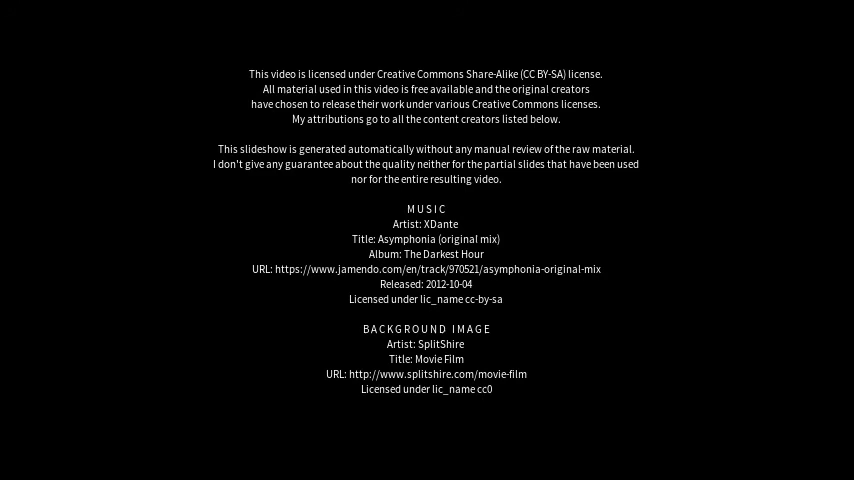 This video is licensed under Creative Commons Share-Alike (CC BY-SA) license.
All material used in this video is free available and the original creators
have chosen to release their work under various Creative Commons licenses.
My attributions go to all the content creators listed below.
This slideshow is generated automatically without any manual review of the raw material.
I don't give any guarantee about the quality neither for the partial slides that have been used
nor for the entire resulting video.
MUSIC
Artist: XDante
Title: Asymphonia (original mix)
Album: The Darkest Hour
URL: https://www.jamendo.com/en/track/970521/asymphonia-original-mix
Released: 2012-10-04
Licensed under lic_name cc-by-sa
BACKGROUND IMAGE
Artist: SplitShire
Title: Movie Film
URL: http://www.splitshire.com/movie-film
Licensed under lic_name cc0